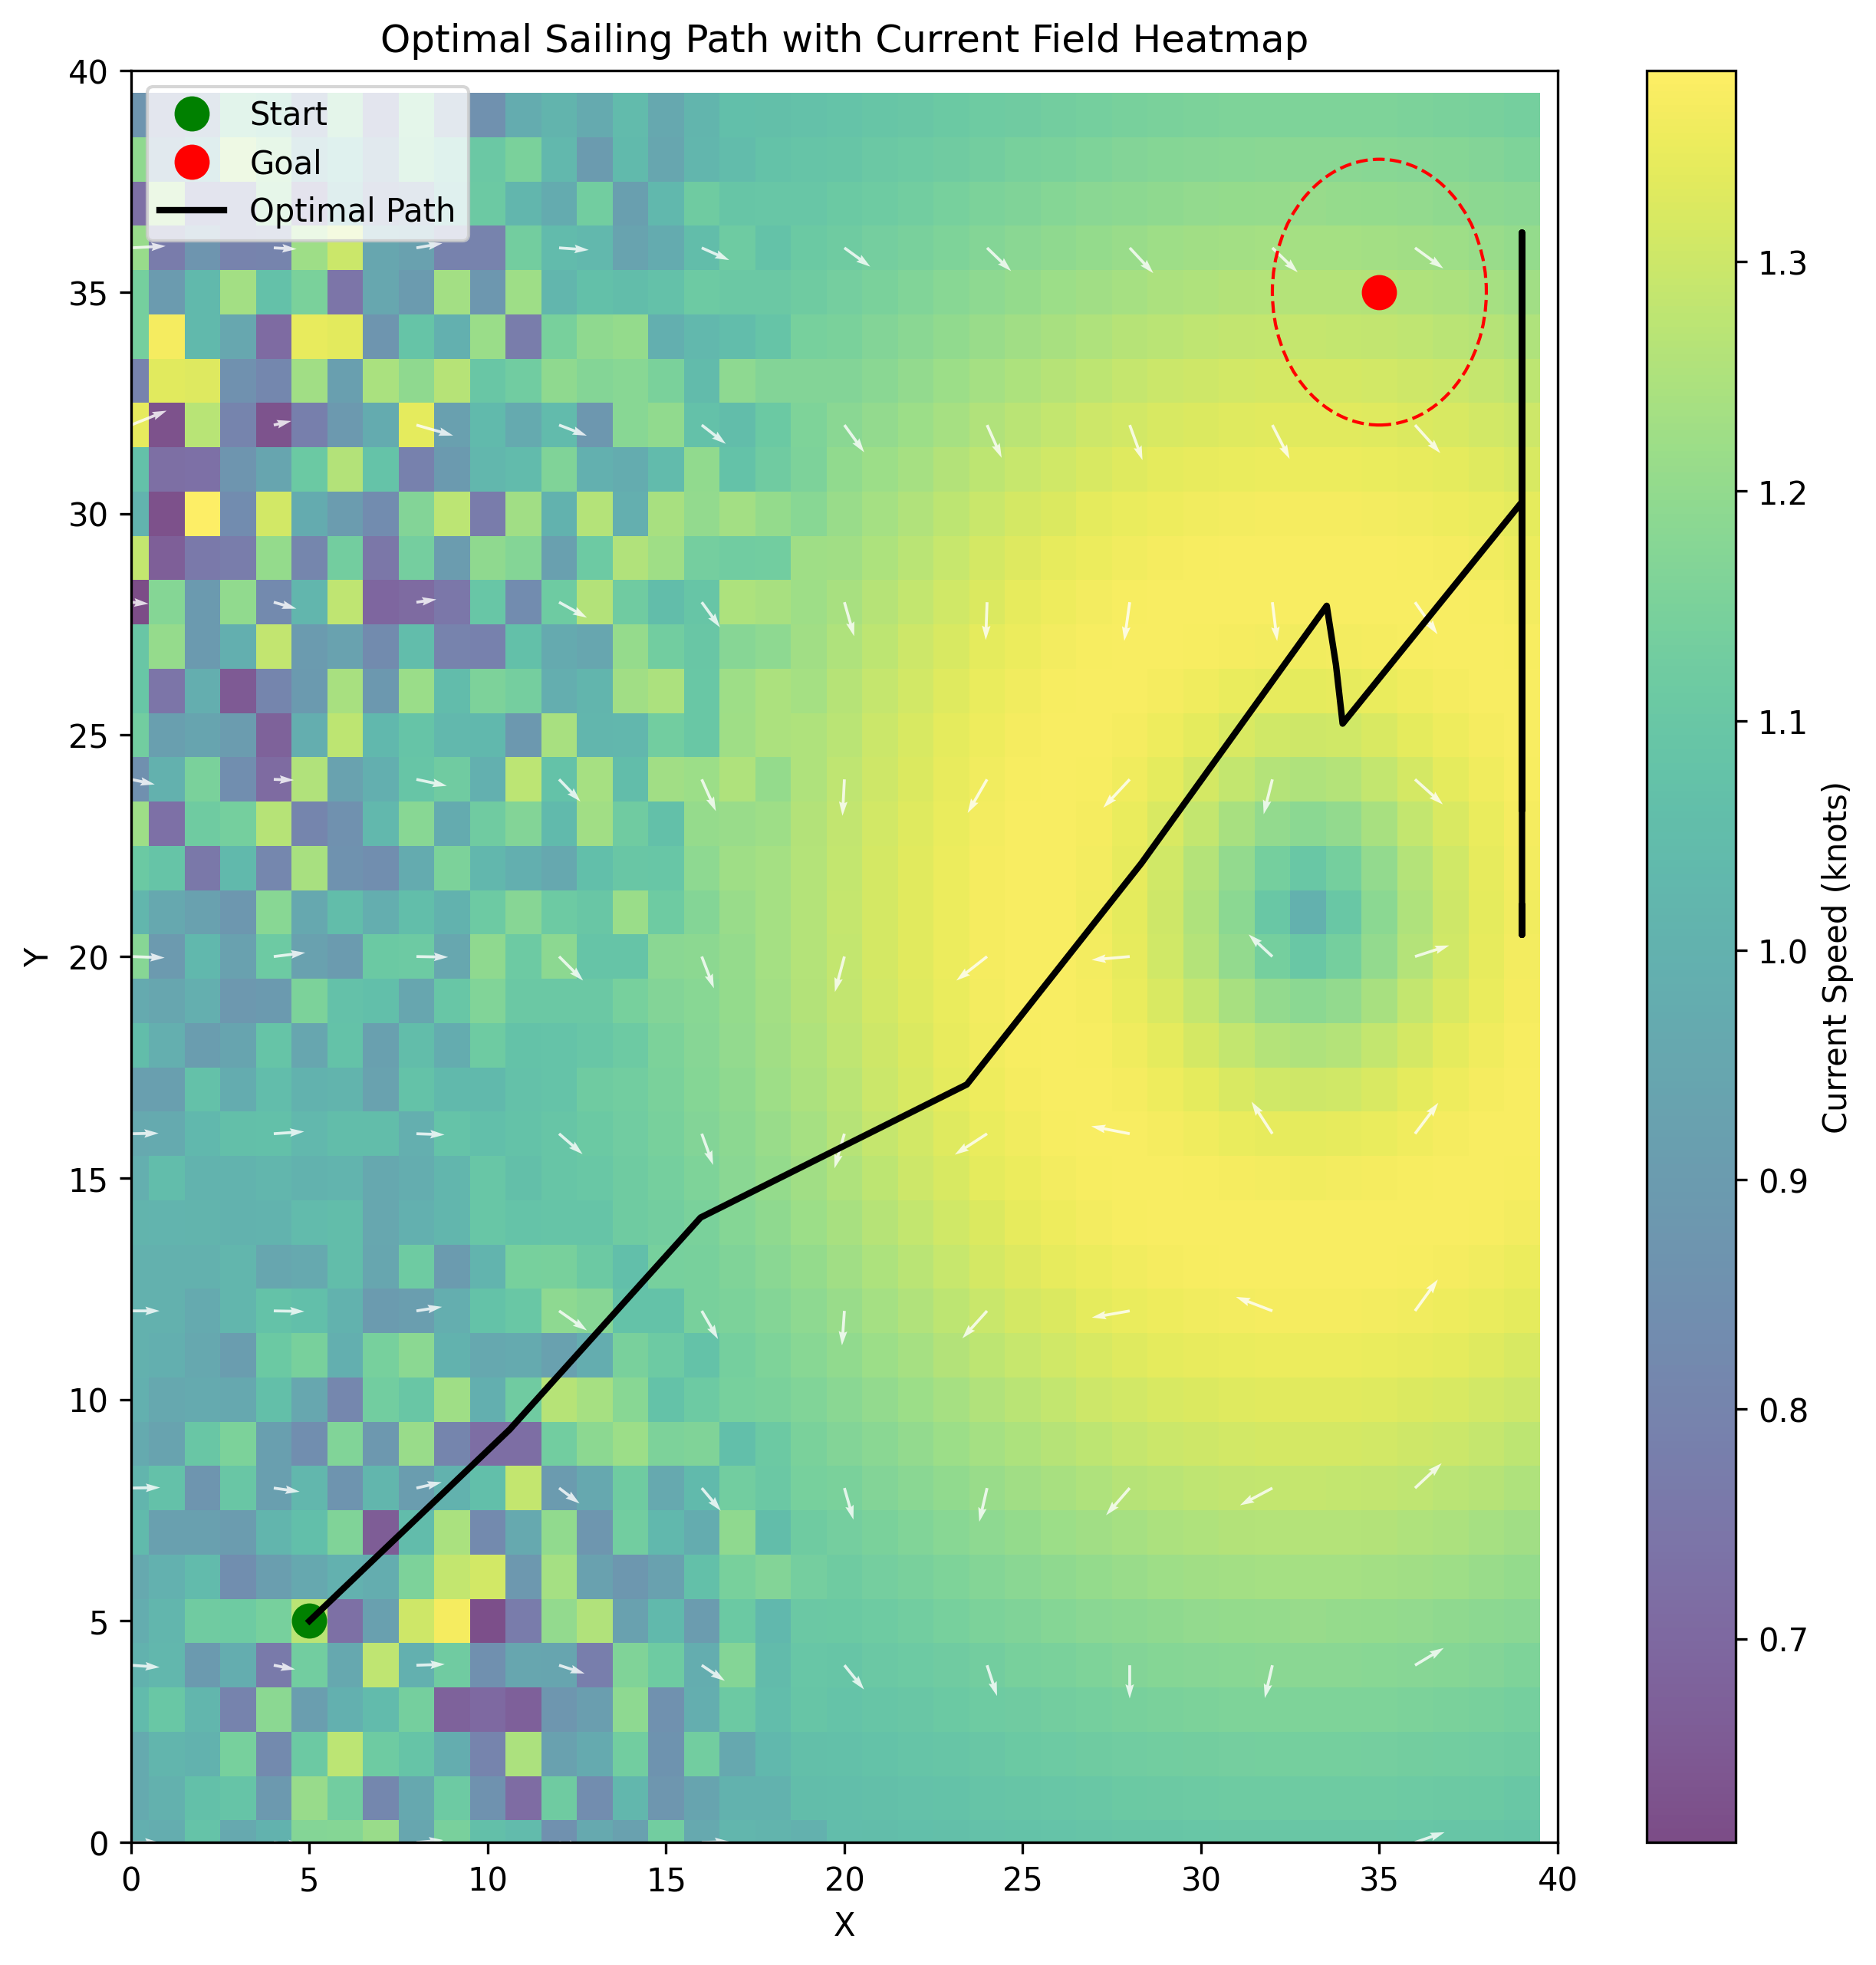 Optimal Sailing Path with Current Field Heatmap
Start
Goal
Optimal Path
40
35
30
25
20
15
10
5
0
Y
0 5 10 15 20 25 30 35 40
X
1.3
1.2
1.1
1.0
0.9
0.8
0.7
Current Speed (knots)